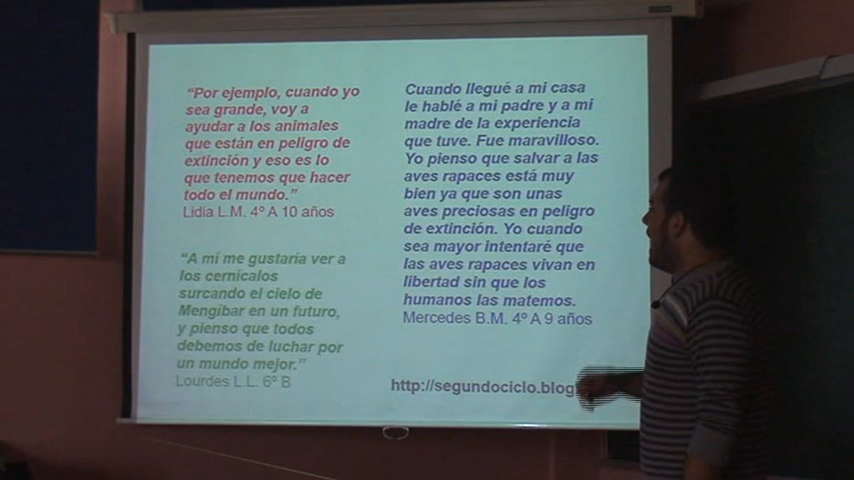 “Por ejemplo, cuando yo
sea grande, voy a
ayudar a los animales
que están en peligro de
extinción y eso es lo
que tenemos que hacer
todo el mundo.”
Lidia L.M. 4º A 10 años
“A mí me gustaría ver a
los cernícalos
surcando el cielo de
Mengíbar en un futuro,
y pienso que todos
debemos de luchar por
un mundo mejor.”
Lourdes L.L. 6º B
Cuando llegué a mi casa
le hablé a mi padre y a mi
madre de la experiencia
que tuve. Fue maravilloso.
Yo pienso que salvar a las
aves rapaces está muy
bien ya que son unas
aves preciosas en peligro
de extinción. Yo cuando
sea mayor intentaré que
las aves rapaces vivan en
libertad sin que los
humanos las matemos.
Mercedes B.M. 4º A 9 años
http://segundociclo.blog